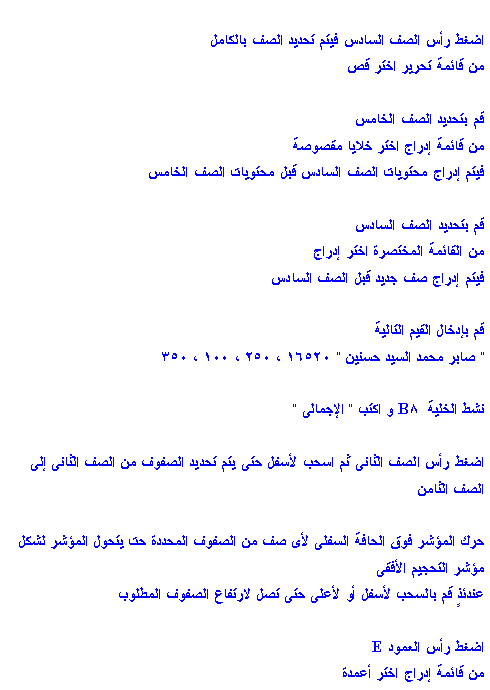 اضغط رأس الصف السادس فيتم تحديد الصف بالكامل
من قائمة تحرير اختر قص
قم بتحديد الصف الخامس
من قائمة إدراج اختر خلايا مقصوصة
فيتم إدراج محتويات الصف السادس قبل محتويات الصف الخامس
قم بتحديد الصف السادس
من القائمة المختصرة اختر إدراج
فيتم إدراج صف جديد قبل الصف السادس
قم بإدخال القيم التالية
" صابر محمد السيد حسنين " ١٦٥٢٠ ، ٢٥٠ ، ١٠٠ ، ٣٥٠
نشط الخلية B٨ و اكتب " الإجمالى "
اضغط رأس الصف الثانى ثم اسحب لأسفل حتى يتم تحديد الصفوف من الصف الثانى إلى
الصف الثامن
حرك المؤشر فوق الحافة السفلى لأى صف من الصفوف المحددة حت يتحول المؤشر لشكل
مؤشر التحجيم الأفقى
عندئذٍ قم بالسحب لأسفل أو لأعلى حتى تصل لارتفاع الصفوف المطلوب
اضغط رأس العمود E
من قائمة إدراج اختر أعمدة